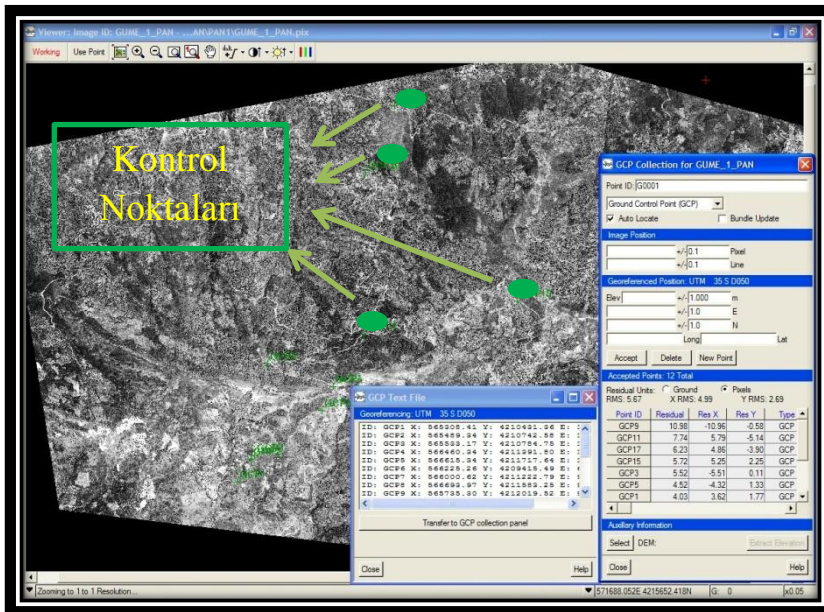 Viewer: Image ID: GUME_1_PAN - ...AN\PAN1\GUME_1_PAN.pix
Working Use Point
Kontrol
Noktaları
GCP Collection for GUME_1_PAN
Point ID: G0001
Ground Control Point (GCP)
Auto Locate Bundle Update
Image Position
+/- 0.1 Pixel
+/- 0.1 Line
Georeferenced Position: UTM 35 S D050
Elev +/- 1.000 m
+/- 1.0 E
+/- 1.0 N
Long Lat
Accept Delete New Point
Accepted Points: 12 Total
Residual Units: Ground Pixels
RMS: 5.67 X RMS: 4.99 Y RMS: 2.69
Point ID Residual Res X Res Y Type
GCP9 10.98 -10.96 -0.58 GCP
GCP11 7.74 5.79 -5.14 GCP
GCP17 6.23 4.86 -3.90 GCP
GCP15 5.72 5.25 2.25 GCP
GCP3 5.52 -5.51 0.11 GCP
GCP5 4.52 -4.32 1.33 GCP
GCP1 4.03 3.62 1.77 GCP
Auxiliary Information
Select DEM: Extract Elevation
Close Help
GCP Text File
Georeferencing: UTM 35 S D050
ID: GCP1 X: 565308.41 Y: 4210431.36 E:
ID: GCP2 X: 565489.34 Y: 4210742.58 E:
ID: GCP3 X: 565533.17 Y: 4210784.75 E:
ID: GCP4 X: 566460.34 Y: 4211391.50 E:
ID: GCP5 X: 566615.34 Y: 4211717.64 E:
ID: GCP6 X: 566225.26 Y: 4209415.49 E:
ID: GCP7 X: 566000.62 Y: 4211222.79 E:
ID: GCP8 X: 566693.97 Y: 4211583.25 E:
ID: GCP9 X: 565735.30 Y: 4212019.52 E:
Transfer to GCP collection panel
Close Help
Zooming to 1 to 1 Resolution... 571688.052E 4215652.418N G: 0 x0.05